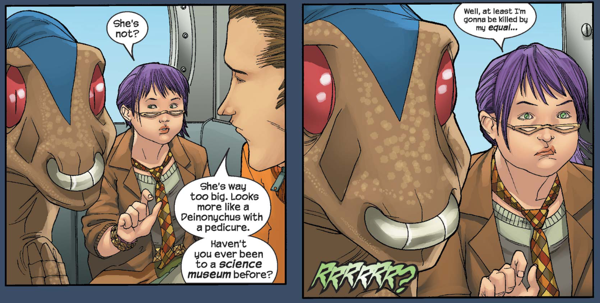 She's
not?
She's way
too big. Looks
more like a
Deinonychus with
a pedicure.
Haven't
you ever been
to a science
museum before?
Well, at least I'm
gonna be killed by
my equal...
RRRRRR?